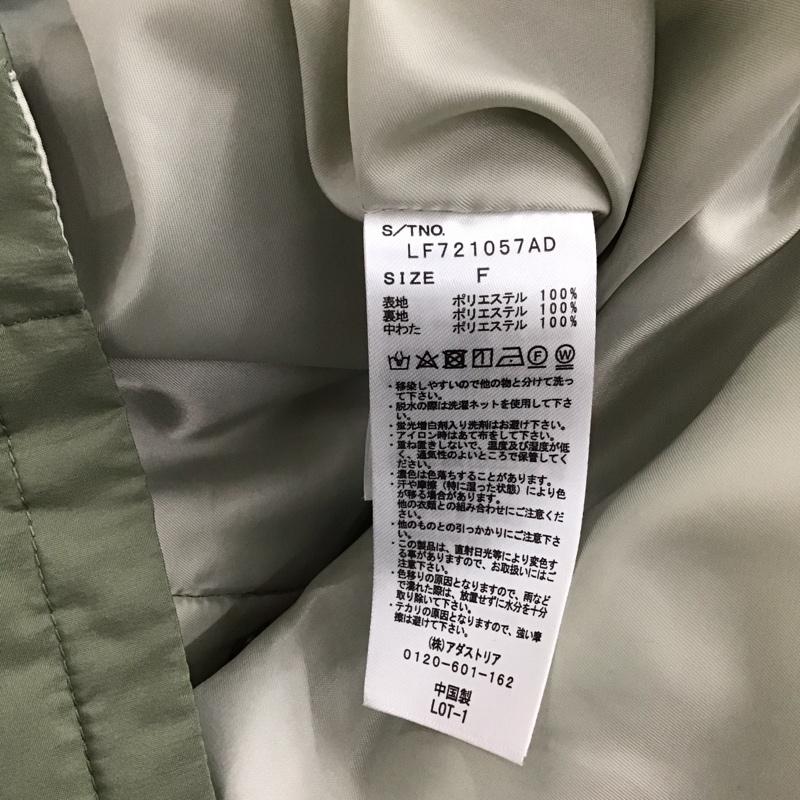 S/TNO.
LF721057AD
SIZE F
表地 ポリエステル 100%
裏地 ポリエステル 100%
中わた ポリエステル 100%
F W
・移染しやすいので他の物と分けて洗っ
て下さい。
・脱水の際は洗濯ネットを使用して下さ
い。
・蛍光増白剤入り洗剤はお避け下さい。
・アイロン時はあて布をして下さい。
・重ね置きしないで、温度及び湿度が低
く、通気性のよいところで保管してく
ださい。
・濃色は色落ちすることがあります。
・汗や摩擦（特に湿った状態）により色
が移る場合があります。
他の衣類との組み合わせにご注意くだ
さい。
・他のものとの引っかかりにご注意下さ
い。
・この製品は、直射日光等により変色す
る事がありますので、お取扱いにはご
注意下さい。
・色移りの原因となりますので、雨など
で濡れた際は、放置せずに水分を十分
取り除いて下さい。
・テカリの原因となりますので、強い摩
擦は避けて下さい。
(株)アダストリア
0120-601-162
中国製
LOT-1